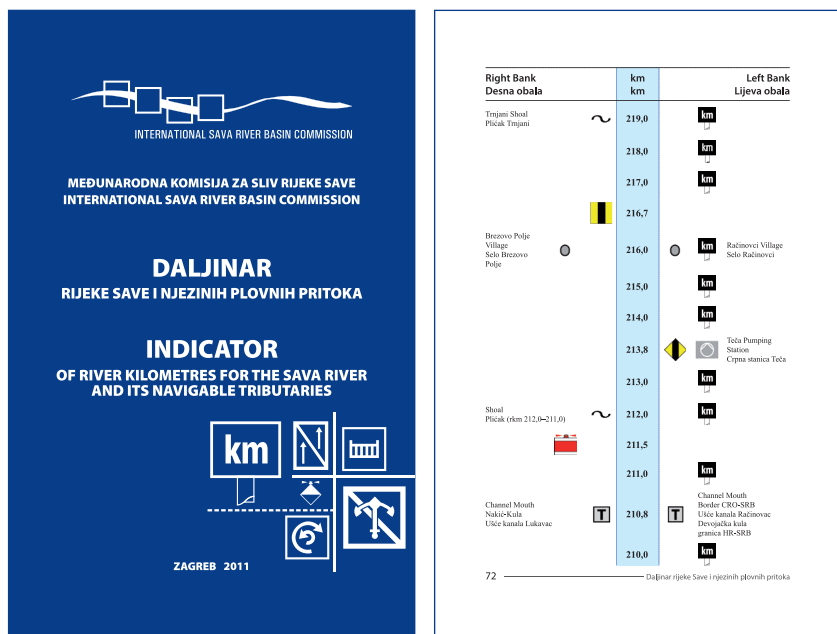 INTERNATIONAL SAVA RIVER BASIN COMMISSION
MEĐUNARODNA KOMISIJA ZA SLIV RIJEKE SAVE
INTERNATIONAL SAVA RIVER BASIN COMMISSION
DALJINAR
RIJEKE SAVE I NJEZINIH PLOVNIH PRITOKA
INDICATOR
OF RIVER KILOMETRES FOR THE SAVA RIVER
AND ITS NAVIGABLE TRIBUTARIES
km
ZAGREB 2011
Right Bank km Left Bank
Desna obala km Lijeva obala
Trnjani Shoal
Plićak Trnjani
219,0 km
218,0 km
217,0 km
216,7
Brezovo Polje
Village
Selo Brezovo
Polje
216,0 km
Račinovci Village
Selo Račinovci
215,0 km
214,0 km
213,8
Teča Pumping
Station
Crpna stanica Teča
213,0 km
Shoal
Plićak (rkm 212,0–211,0)
212,0 km
211,5
211,0 km
Channel Mouth
Nakić-Kula
Ušće kanala Lukavac
T 210,8 T
Channel Mouth
Border CRO-SRB
Ušće kanala Račinovac
Devojačka kula
granica HR-SRB
210,0 km
72 Daljinar rijeke Save i njezinih plovnih pritoka